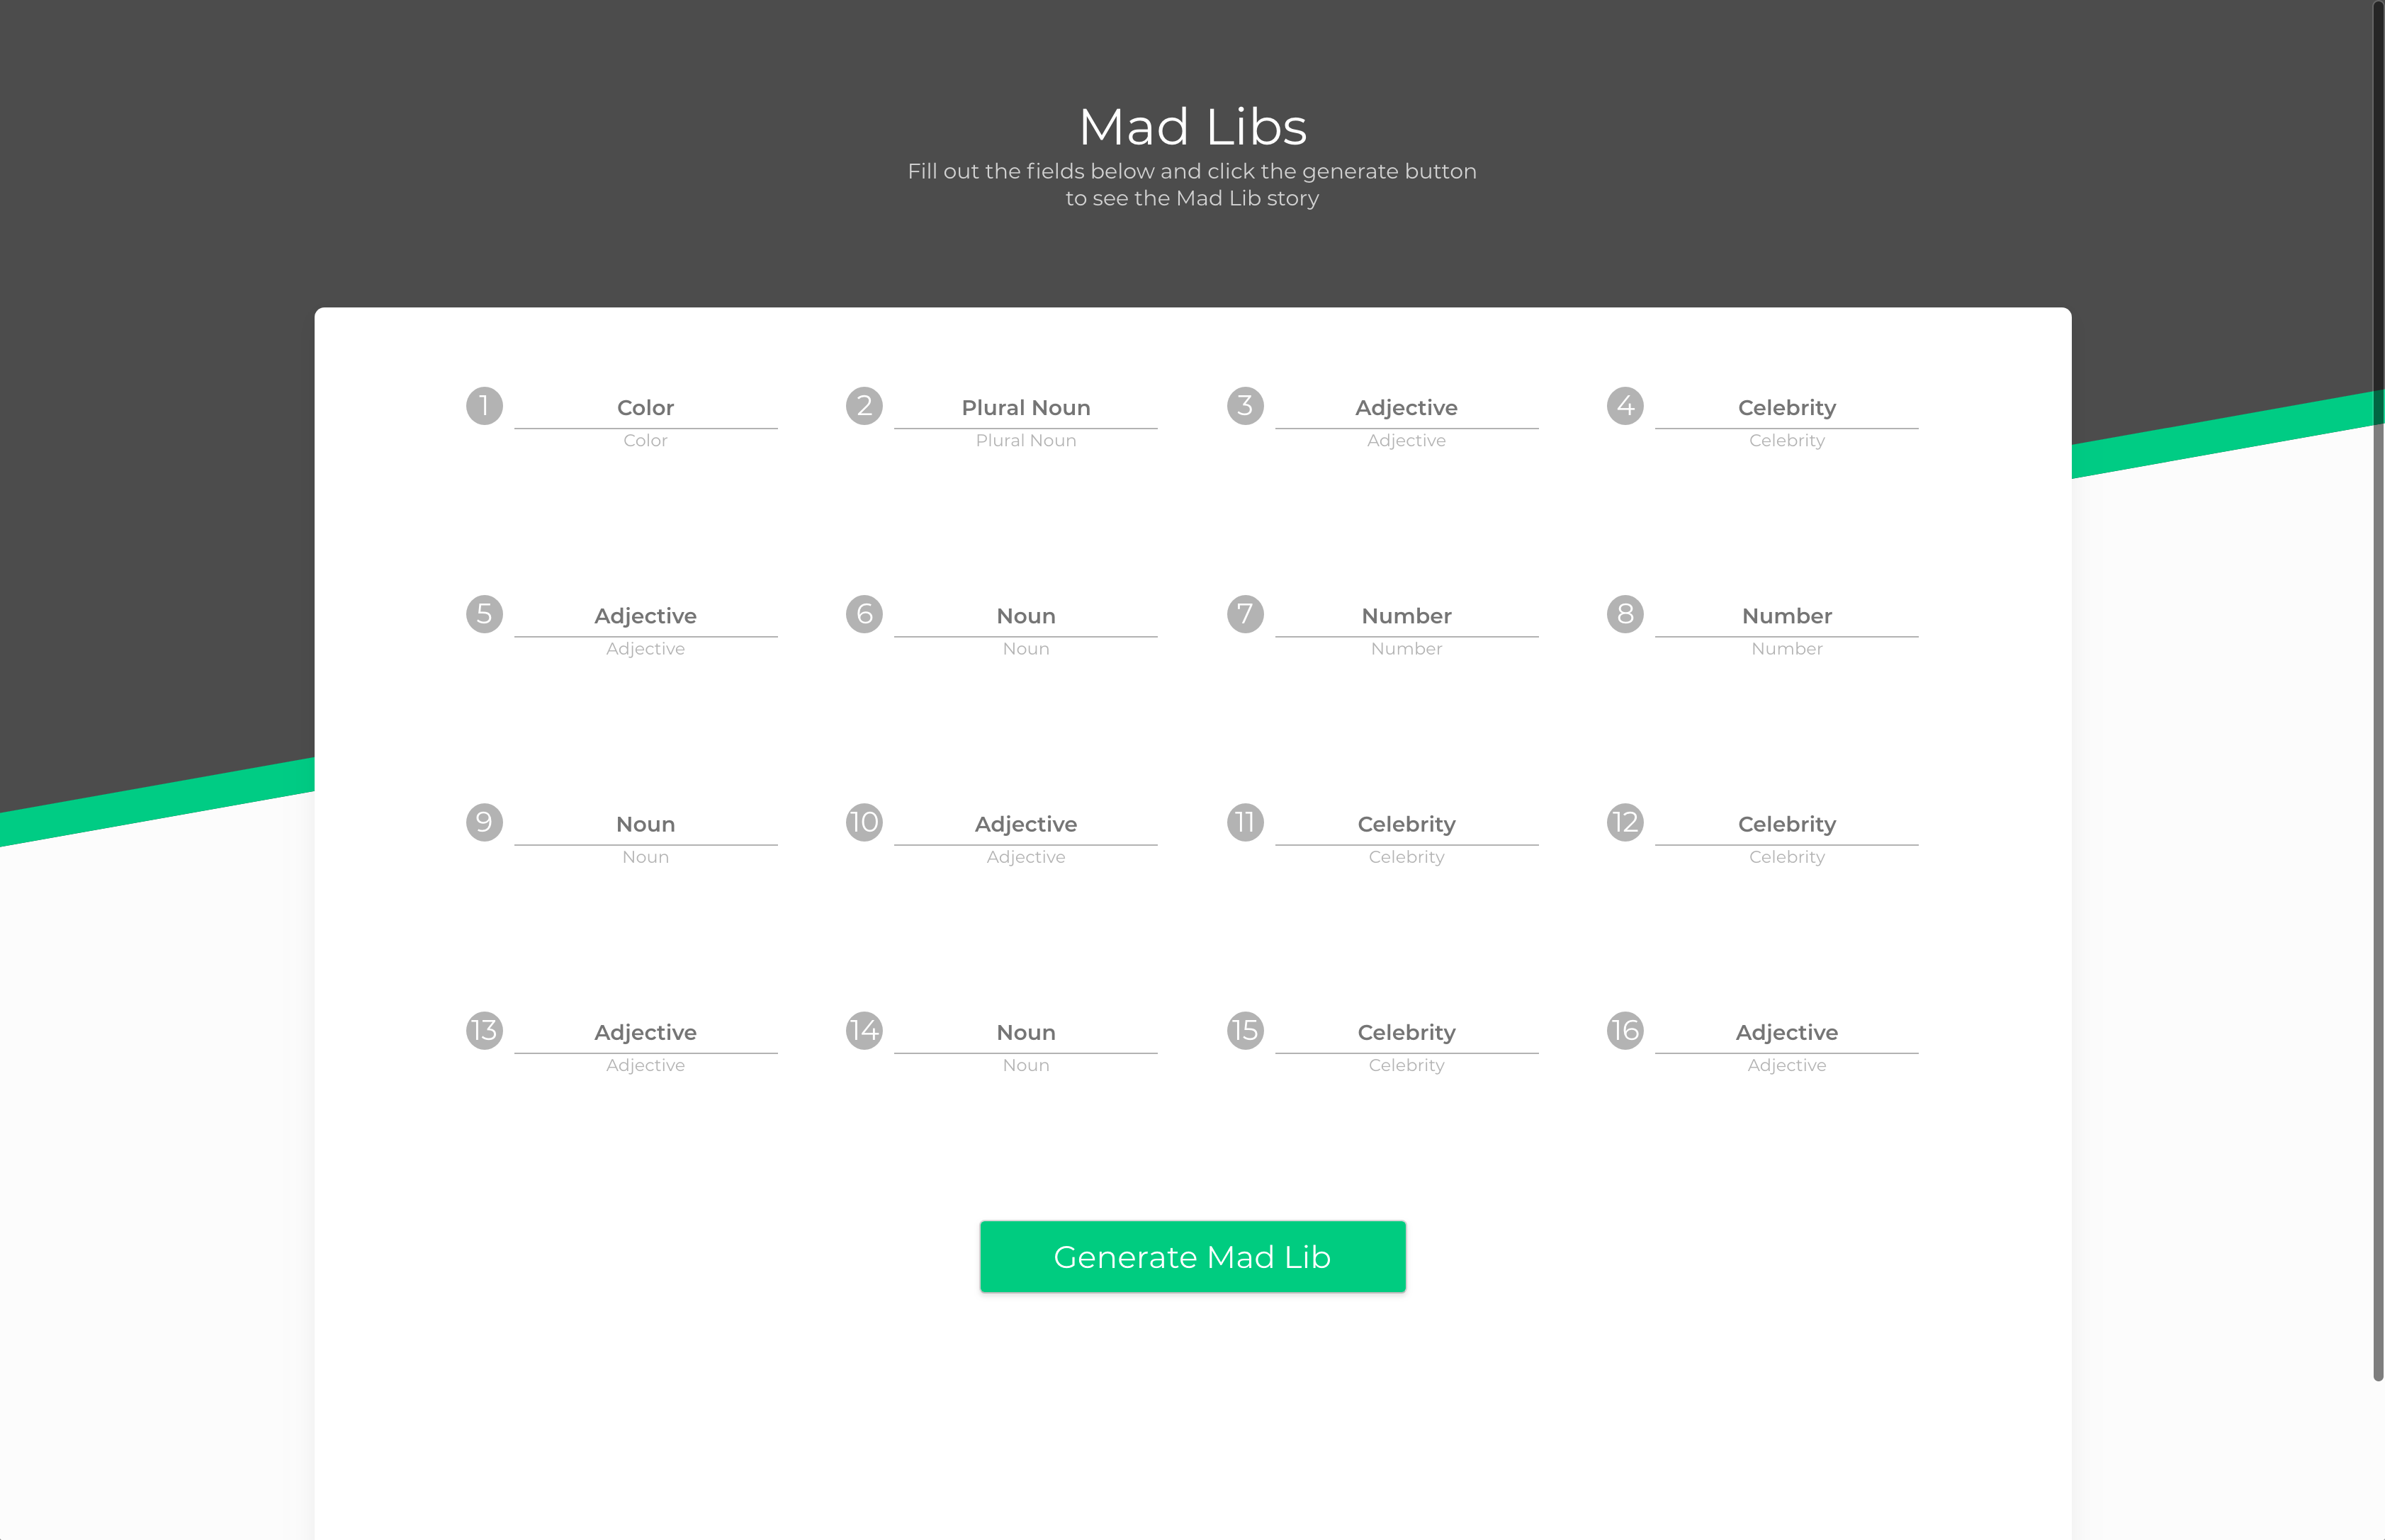 Mad Libs
Fill out the fields below and click the generate button
to see the Mad Lib story
1 Color 2 Plural Noun 3 Adjective 4 Celebrity
Color Plural Noun Adjective Celebrity
5 Adjective 6 Noun 7 Number 8 Number
Adjective Noun Number Number
9 Noun 10 Adjective 11 Celebrity 12 Celebrity
Noun Adjective Celebrity Celebrity
13 Adjective 14 Noun 15 Celebrity 16 Adjective
Adjective Noun Celebrity Adjective
Generate Mad Lib